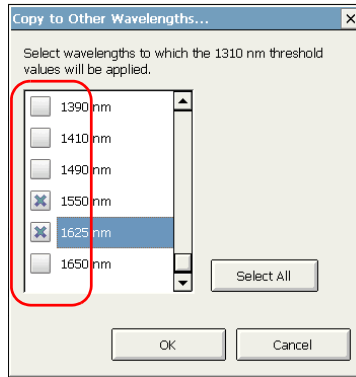 Copy to Other Wavelengths...
Select wavelengths to which the 1310 nm threshold
values will be applied.
1390 nm
1410 nm
1490 nm
1550 nm
1625 nm
1650 nm
Select All
OK
Cancel